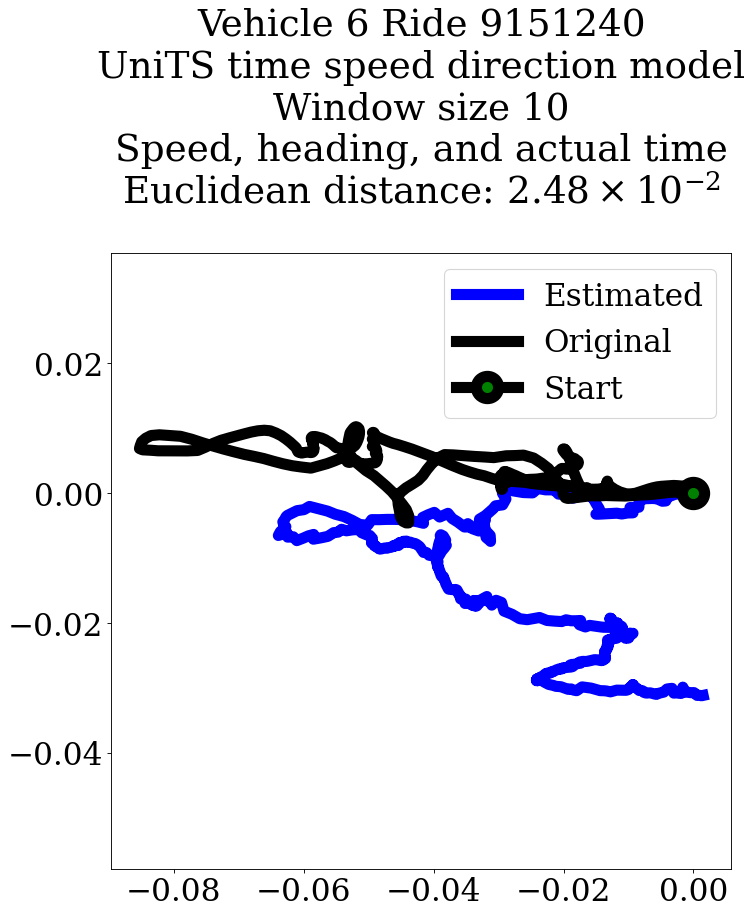 Vehicle 6 Ride 9151240
UniTS time speed direction model
Window size 10
Speed, heading, and actual time
Euclidean distance: 2.48 × 10⁻²
Estimated
Original
Start
0.02
0.00
−0.02
−0.04
−0.08 −0.06 −0.04 −0.02 0.00